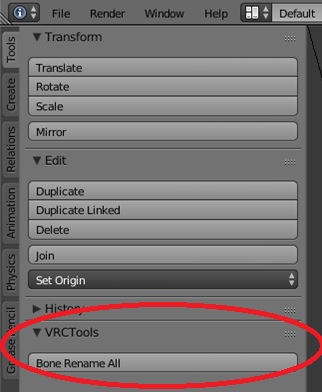 File Render Window Help Default
Tools
Create
Relations
Animation
Physics
Grease Pencil
Transform
Translate
Rotate
Scale
Mirror
Edit
Duplicate
Duplicate Linked
Delete
Join
Set Origin
History
VRCTools
Bone Rename All